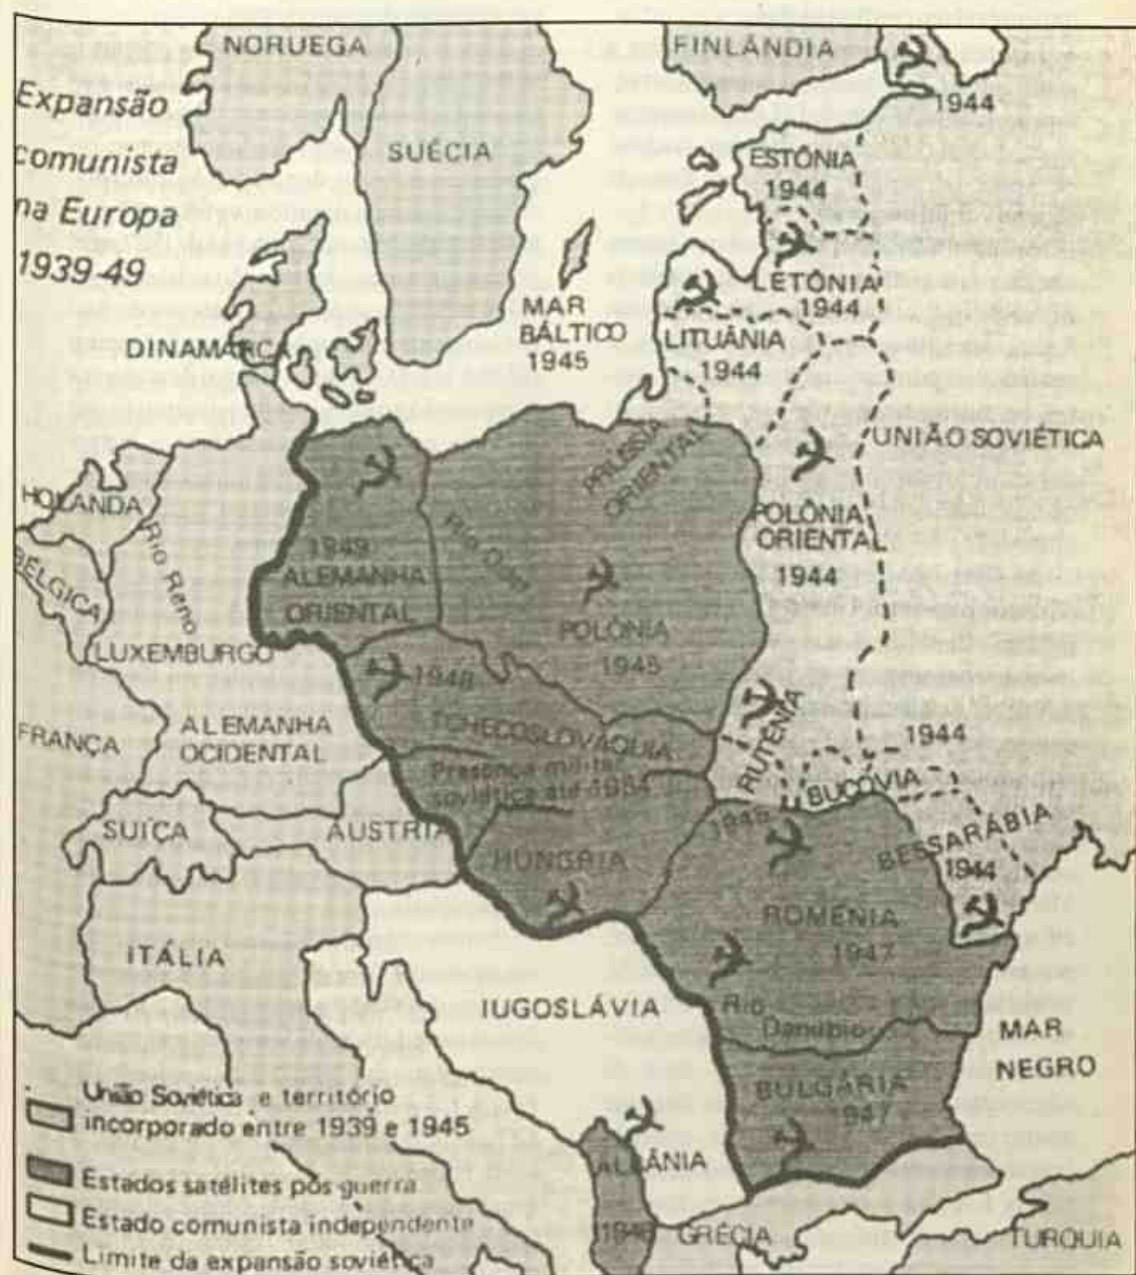 Expansão
comunista
na Europa
1939-49
NORUEGA
SUÉCIA
FINLÂNDIA
1944
ESTÔNIA
1944
LETÔNIA
1944
LITUÂNIA
1944
MAR
BÁLTICO
1945
DINAMARCA
UNIÃO SOVIÉTICA
PRÚSSIA
ORIENTAL
HOLANDA
Rio Reno
BÉLGICA
LUXEMBURGO
1949
ALEMANHA
ORIENTAL
Rio Oder
POLÔNIA
1945
POLÔNIA
ORIENTAL
1944
FRANÇA
ALEMANHA
OCIDENTAL
1948
TCHECOSLOVÁQUIA
Presença militar
soviética até
RIUTÊNIA
1944
BUCOVIA
BESSARÁBIA
1944
SUÍÇA
ÁUSTRIA
HUNGRIA
ROMÊNIA
1947
ITÁLIA
IUGOSLÁVIA
Rio
Danúbio
MAR
NEGRO
BULGÁRIA
1947
ALBÂNIA
GRÉCIA
TURQUIA
União Soviética e território
incorporado entre 1939 e 1945
Estados satélites pós guerra
Estado comunista independente
Limite da expansão soviética